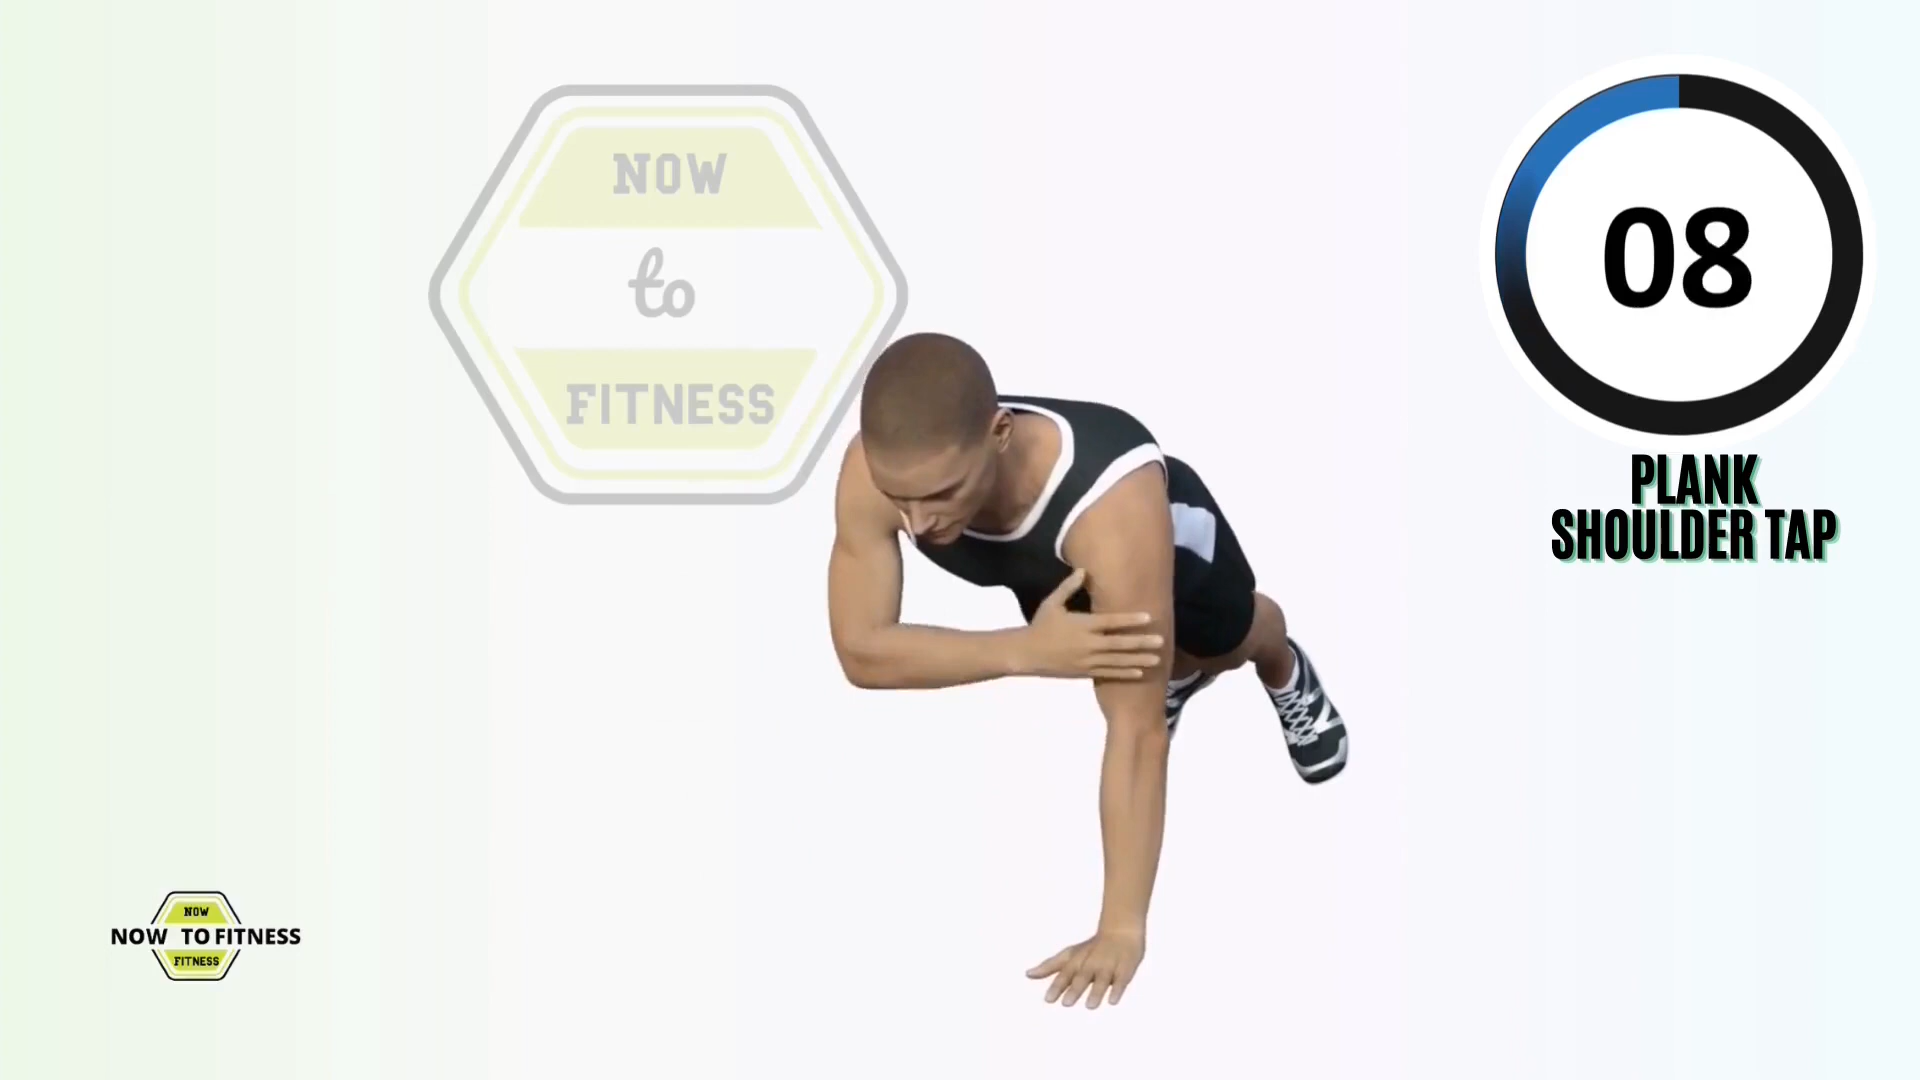 NOW
to
FITNESS
08
PLANK
SHOULDER TAP
NOW
NOW TO FITNESS
FITNESS